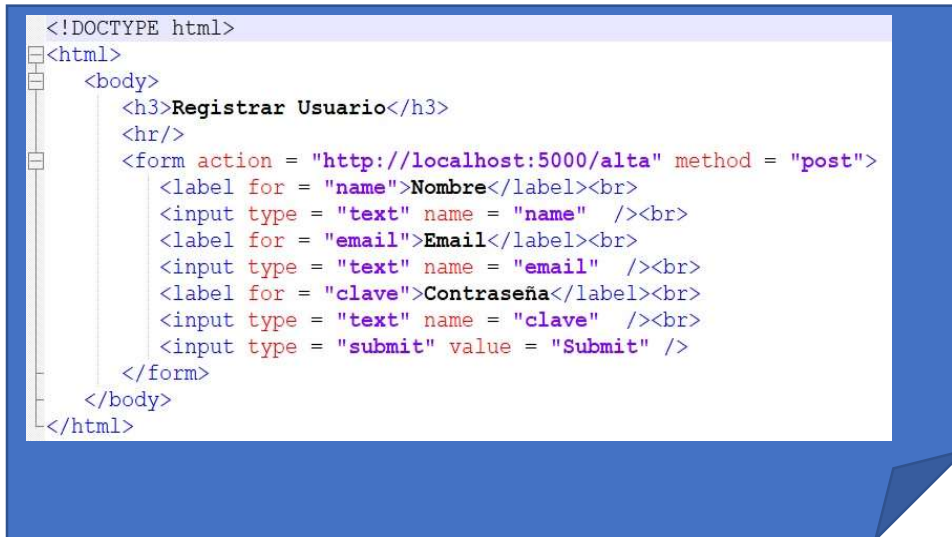 <!DOCTYPE html>
<html>
<body>
<h3>Registrar Usuario</h3>
<hr/>
<form action = "http://localhost:5000/alta" method = "post">
<label for = "name">Nombre</label><br>
<input type = "text" name = "name"  /><br>
<label for = "email">Email</label><br>
<input type = "text" name = "email"  /><br>
<label for = "clave">Contraseña</label><br>
<input type = "text" name = "clave"  /><br>
<input type = "submit" value = "Submit" />
</form>
</body>
</html>